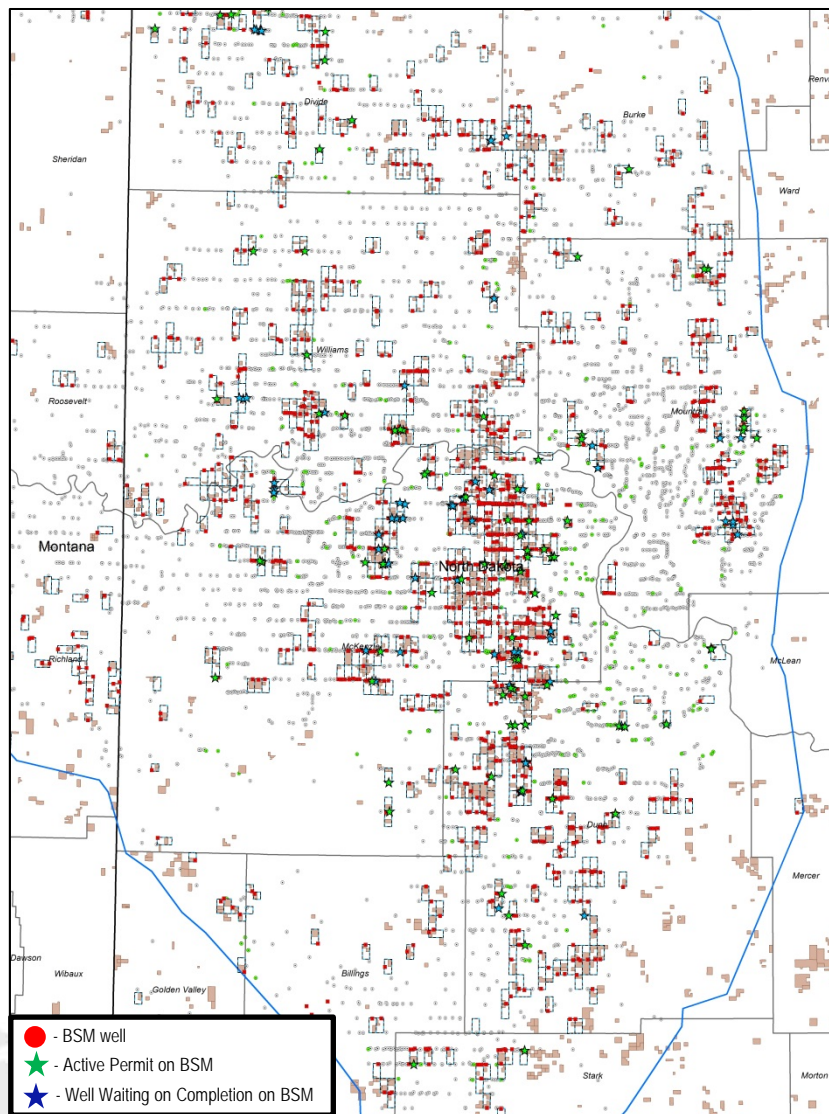 Renv
Divide
Burke
Sheridan
Ward
Williams
Roosevelt
Mountrail
Montana
North Dakota
McKenzie
Richland
McLean
Dunn
Mercer
Dawson
Wibaux
Billings
Golden Valley
Stark
Morton
- BSM well
- Active Permit on BSM
- Well Waiting on Completion on BSM